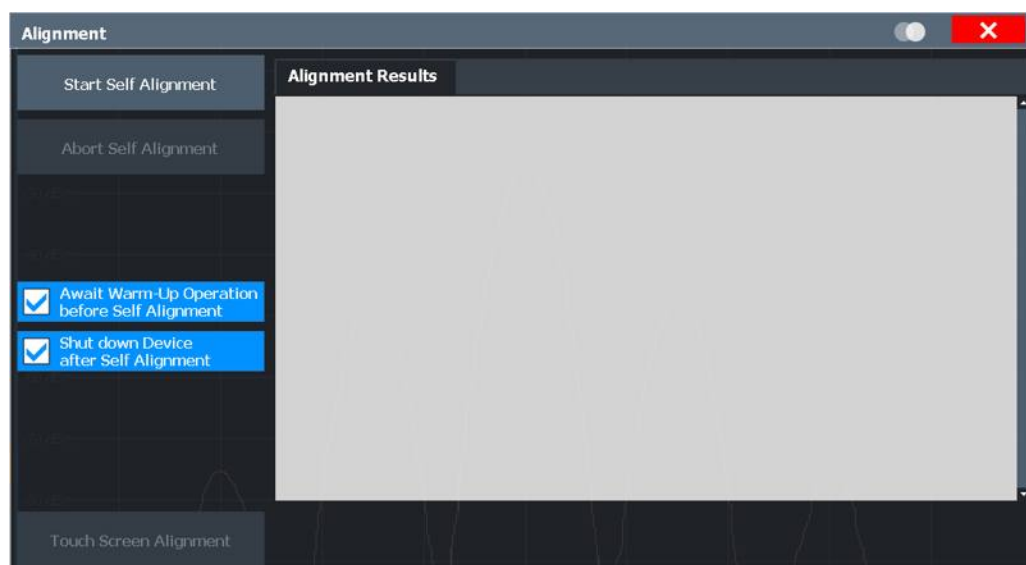 Alignment
Start Self Alignment
Alignment Results
Abort Self Alignment
Await Warm-Up Operation
before Self Alignment
Shut down Device
after Self Alignment
Touch Screen Alignment